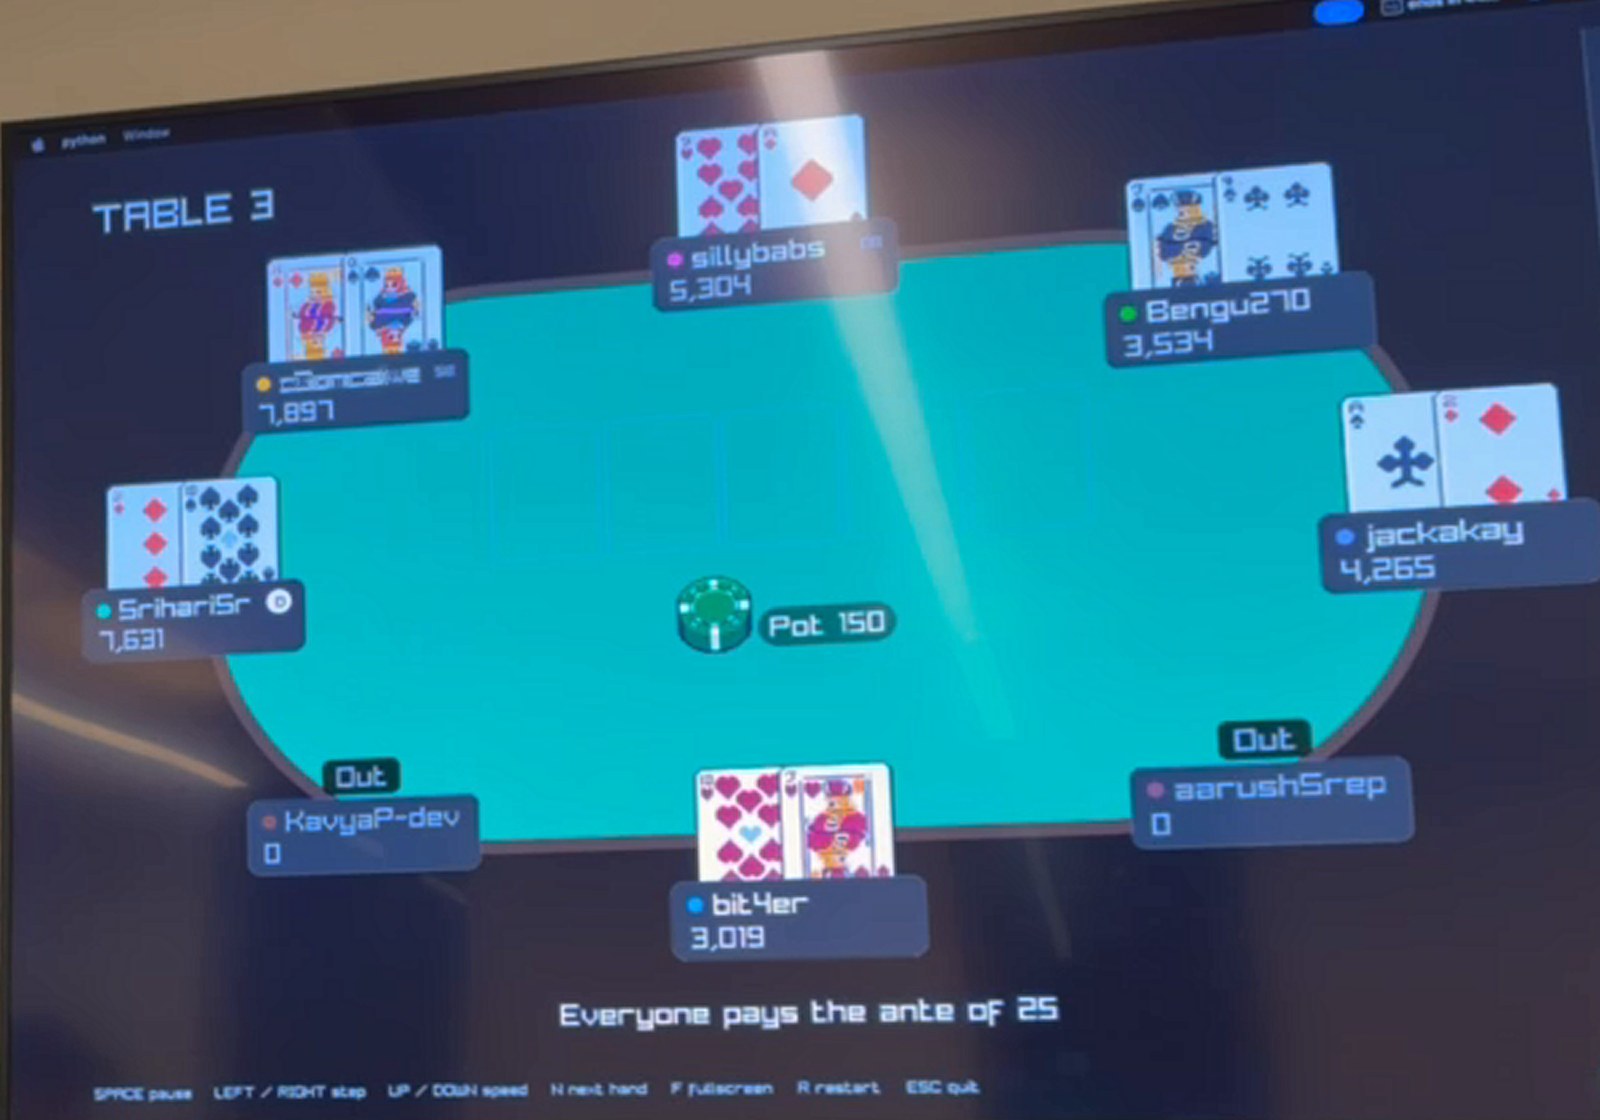 python Window
TABLE 3
sillybabs
5,304
Bengu270
3,534
7,897
jackakay
4,265
SrihariSr D
7,631
Pot 150
Out
KavyaP-dev
0
Out
aarush5rep
0
bit4er
3,019
Everyone pays the ante of 25
SPACE pause LEFT / RIGHT step UP / DOWN speed N next hand F fullscreen R restart ESC quit